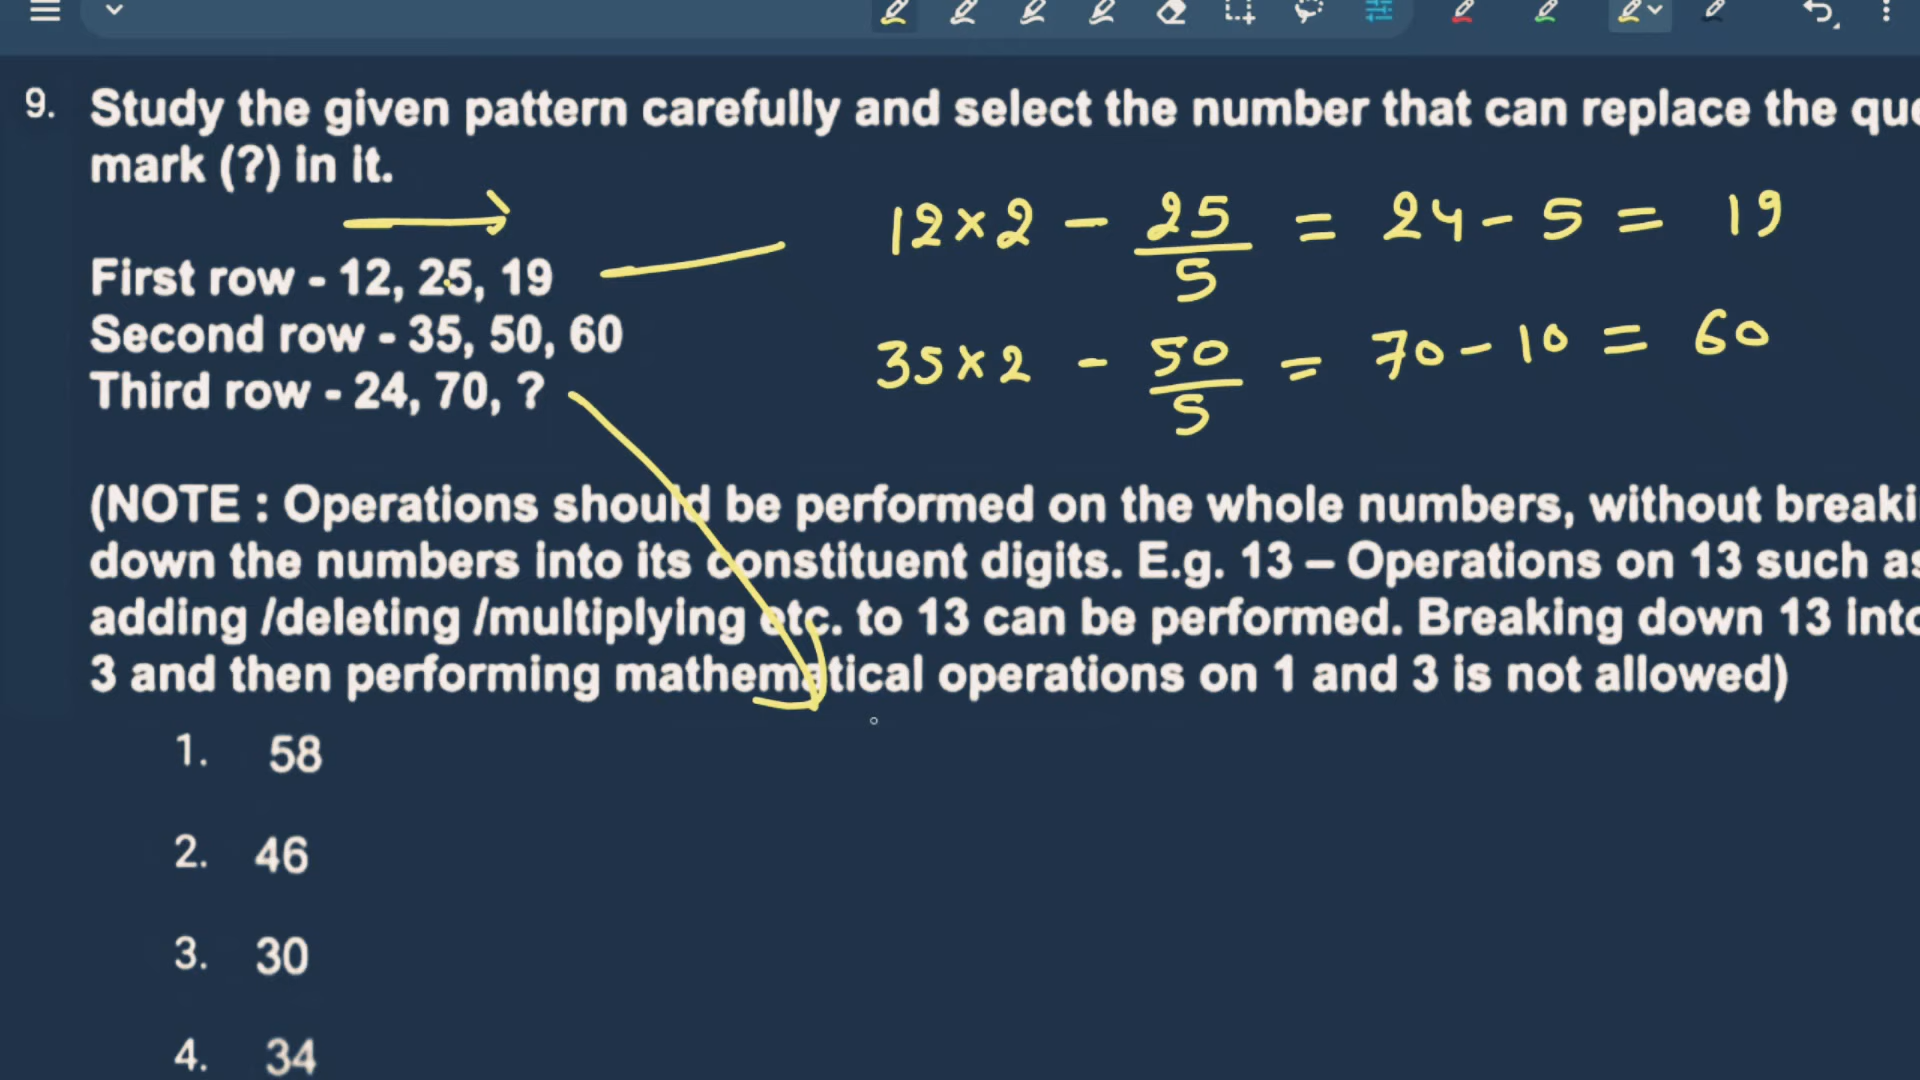 9. Study the given pattern carefully and select the number that can replace the que
mark (?) in it.
12×2 - 25/5 = 24 - 5 = 19
First row - 12, 25, 19
Second row - 35, 50, 60
35×2 - 50/5 = 70 - 10 = 60
Third row - 24, 70, ?
(NOTE : Operations should be performed on the whole numbers, without breaki
down the numbers into its constituent digits. E.g. 13 – Operations on 13 such as
adding /deleting /multiplying etc. to 13 can be performed. Breaking down 13 into
3 and then performing mathematical operations on 1 and 3 is not allowed)
1. 58
2. 46
3. 30
4. 34